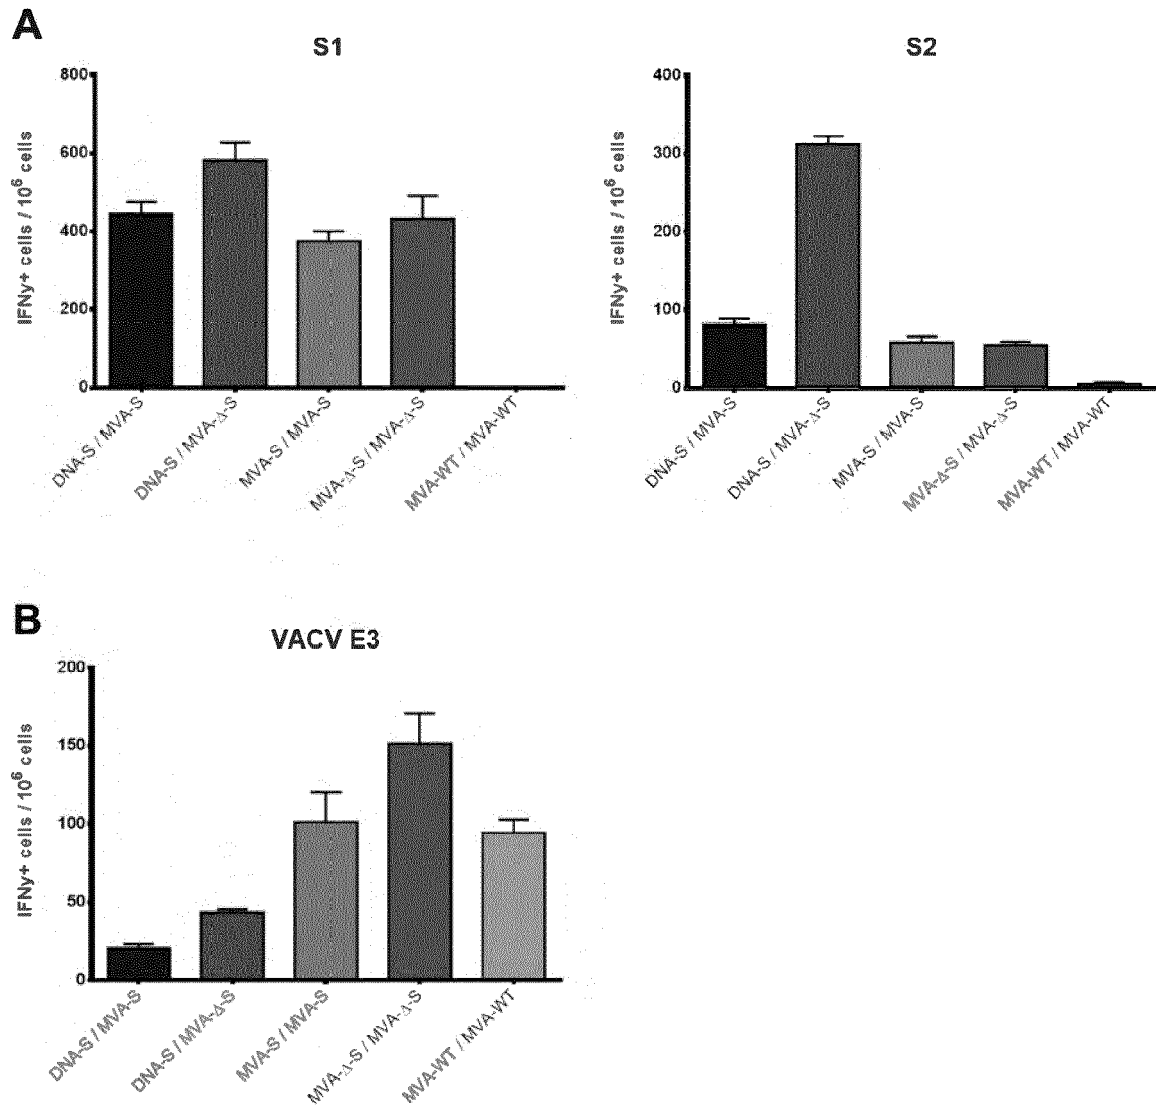 A
S1
IFNγ+ cells / 10⁶ cells
800
600
400
200
0
DNA-S / MVA-S
DNA-S / MVA-Δ-S
MVA-S / MVA-S
MVA-Δ-S / MVA-Δ-S
MVA-WT / MVA-WT
S2
IFNγ+ cells / 10⁶ cells
400
300
200
100
0
DNA-S / MVA-S
DNA-S / MVA-Δ-S
MVA-S / MVA-S
MVA-Δ-S / MVA-Δ-S
MVA-WT / MVA-WT
B
VACV E3
IFNγ+ cells / 10⁶ cells
200
150
100
50
0
DNA-S / MVA-S
DNA-S / MVA-Δ-S
MVA-S / MVA-S
MVA-Δ-S / MVA-Δ-S
MVA-WT / MVA-WT